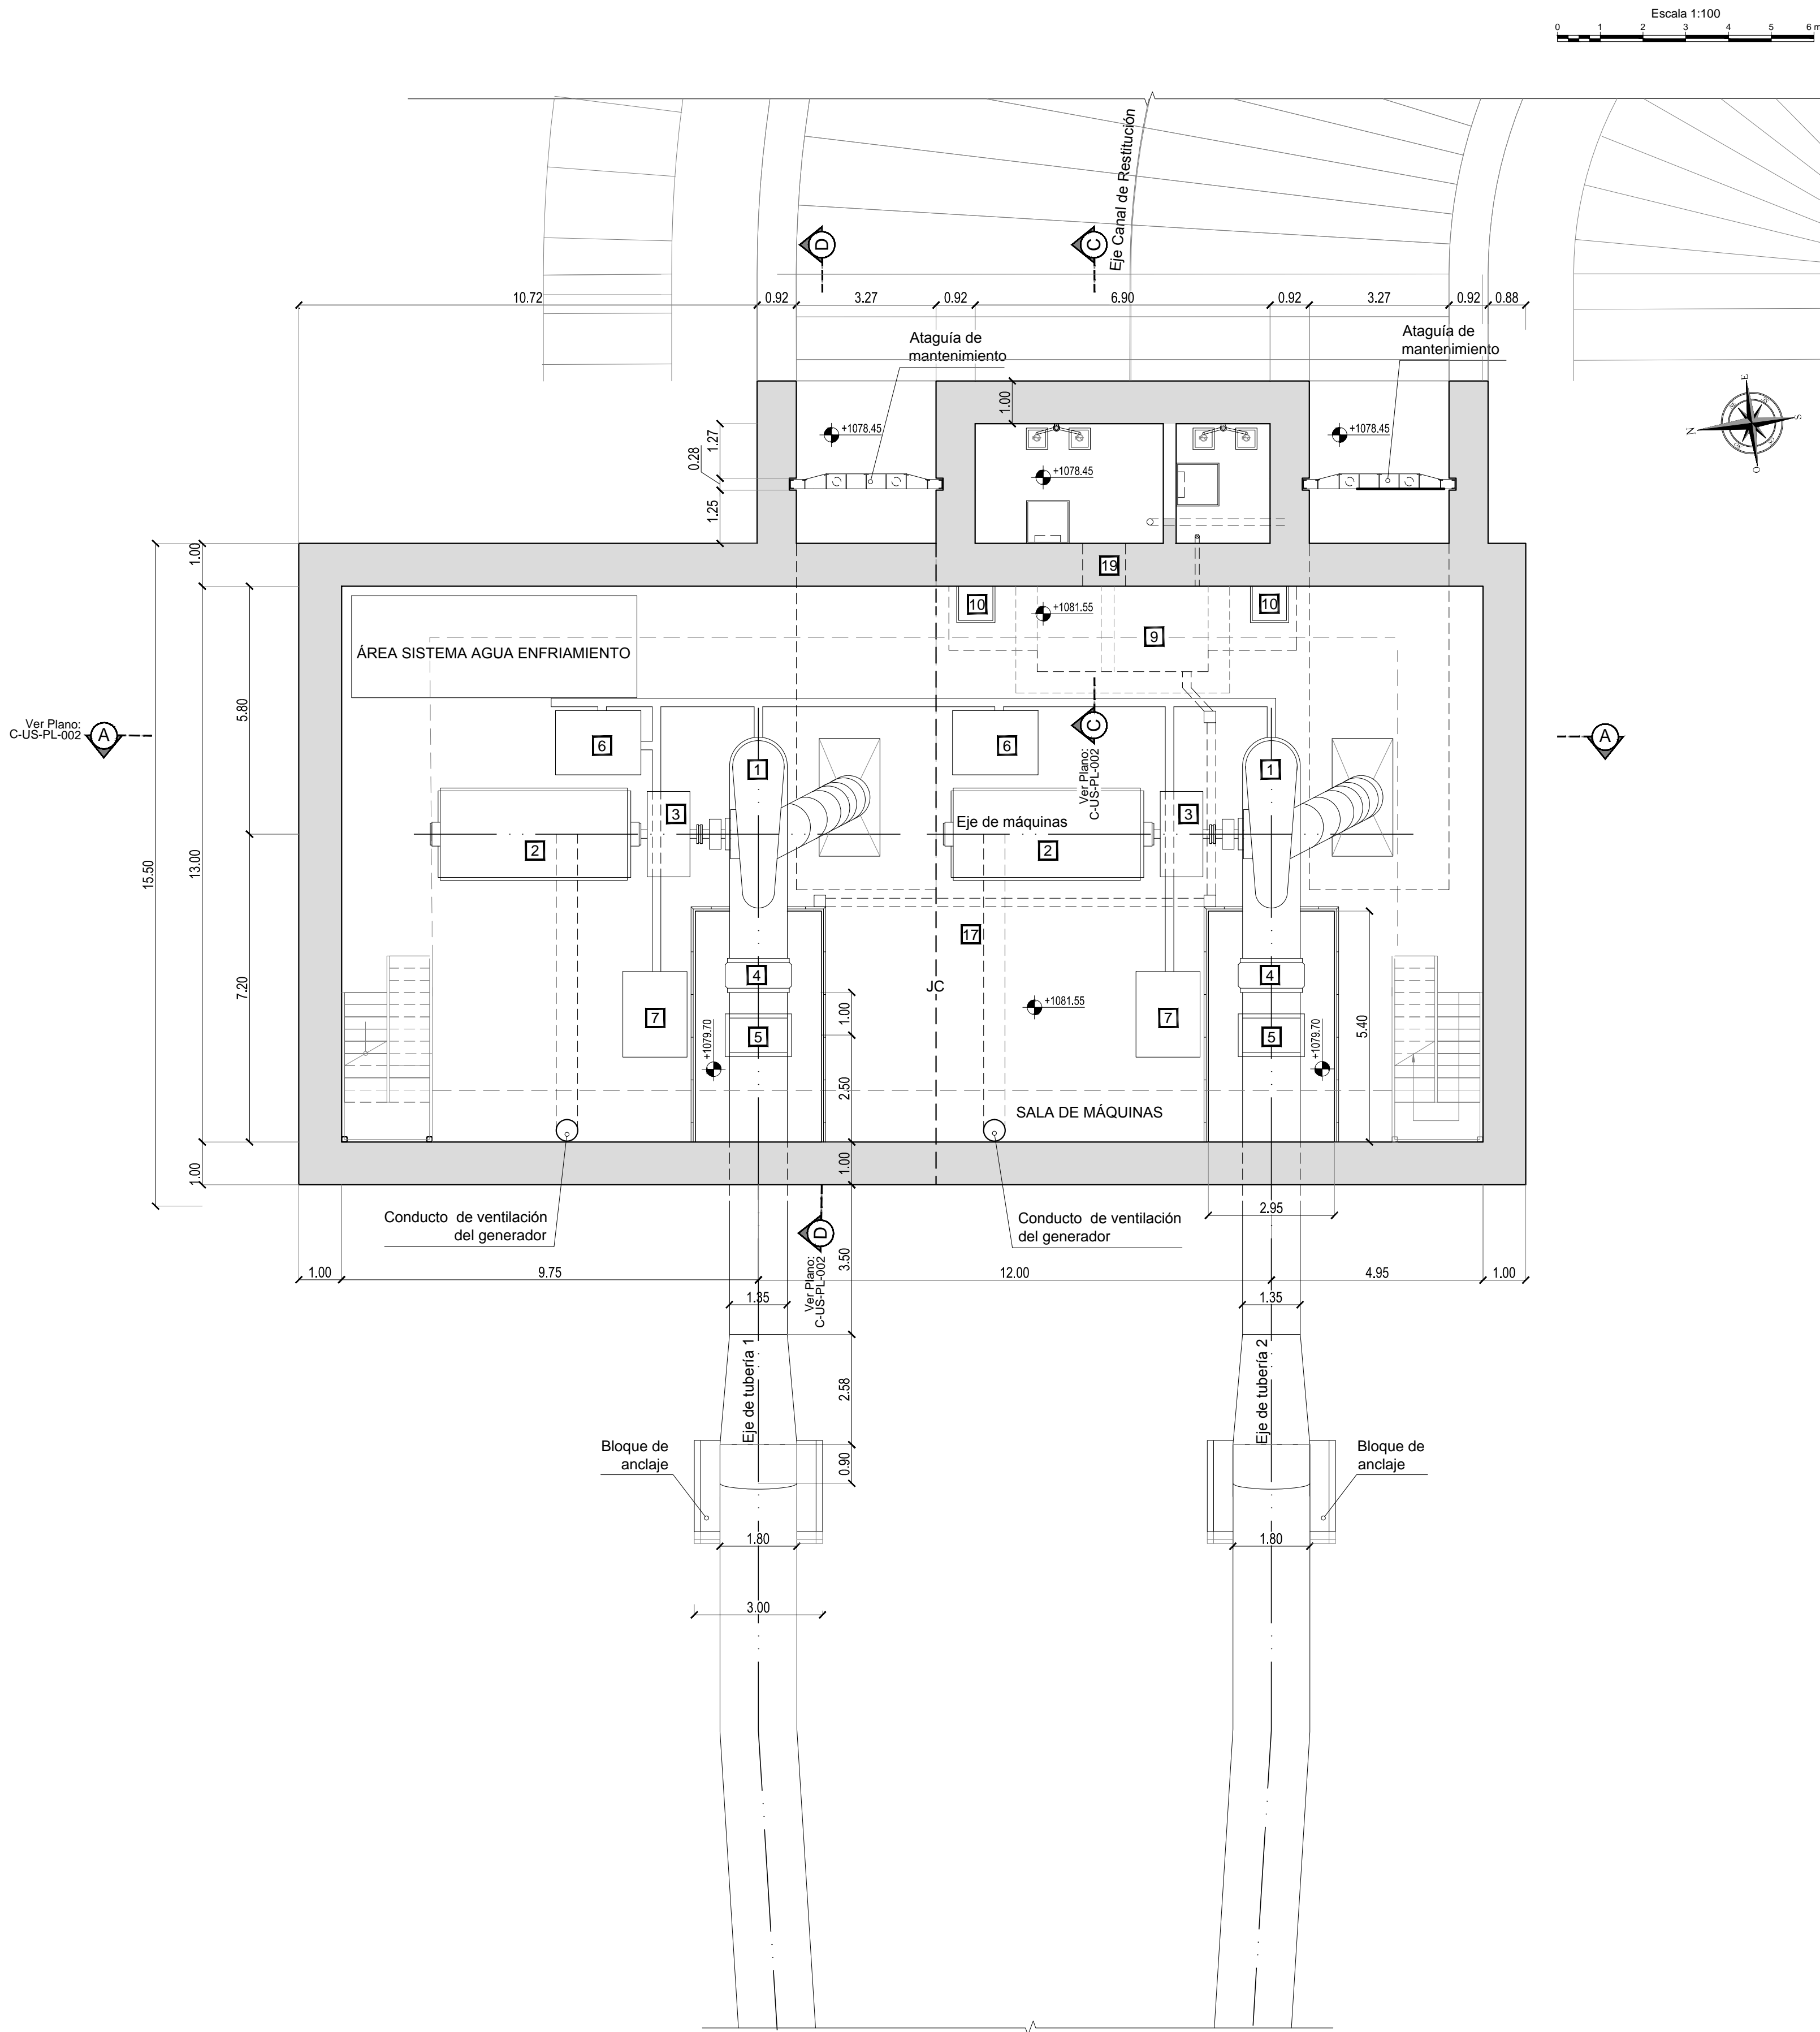 Escala 1:100
0 1 2 3 4 5 6 m
Eje Canal de Restitución
D
C
10.72 0.92 3.27 0.92 6.90 0.92 3.27 0.92 0.88
Ataguía de
mantenimiento
Ataguía de
mantenimiento
E
S
N
O
1.00
1.27
0.28
1.25
+1078.45
+1078.45
+1078.45
19
1.00
10
+1081.55
10
9
ÁREA SISTEMA AGUA ENFRIAMIENTO
5.80
13.00
15.50
7.20
1.00
Ver Plano:
C-US-PL-002
A
A
6
6
C
Ver Plano:
C-US-PL-002
1
1
3
3
Eje de máquinas
2
2
17
4
4
JC
7
7
5
5
+1081.55
+1079.70
+1079.70
1.00
2.50
5.40
SALA DE MÁQUINAS
1.00
Conducto de ventilación
del generador
Conducto de ventilación
del generador
D
Ver Plano:
C-US-PL-002
2.95
3.50
1.00 9.75 12.00 4.95 1.00
1.35
1.35
Eje de tubería 1
Eje de tubería 2
2.58
0.90
Bloque de
anclaje
Bloque de
anclaje
1.80
1.80
3.00